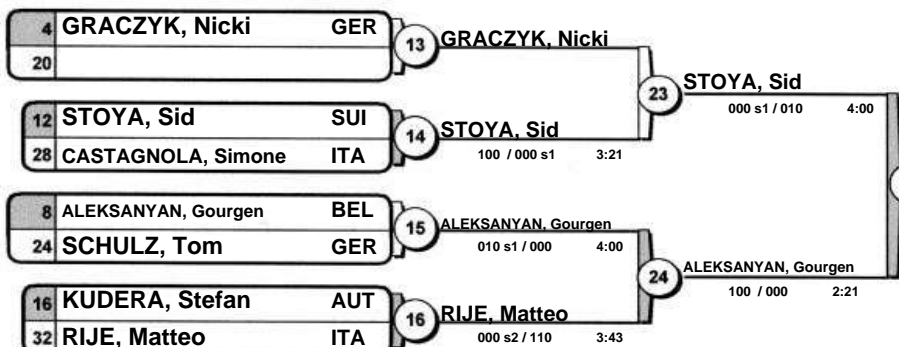 4 GRACZYK, Nicki GER
20
13 GRACZYK, Nicki
12 STOYA, Sid SUI
28 CASTAGNOLA, Simone ITA
14 STOYA, Sid
100 / 000 s1 3:21
23 STOYA, Sid
000 s1 / 010 4:00
8 ALEKSANYAN, Gourgen BEL
24 SCHULZ, Tom GER
15 ALEKSANYAN, Gourgen
010 s1 / 000 4:00
16 KUDERA, Stefan AUT
32 RIJE, Matteo ITA
16 RIJE, Matteo
000 s2 / 110 3:43
24 ALEKSANYAN, Gourgen
100 / 000 2:21